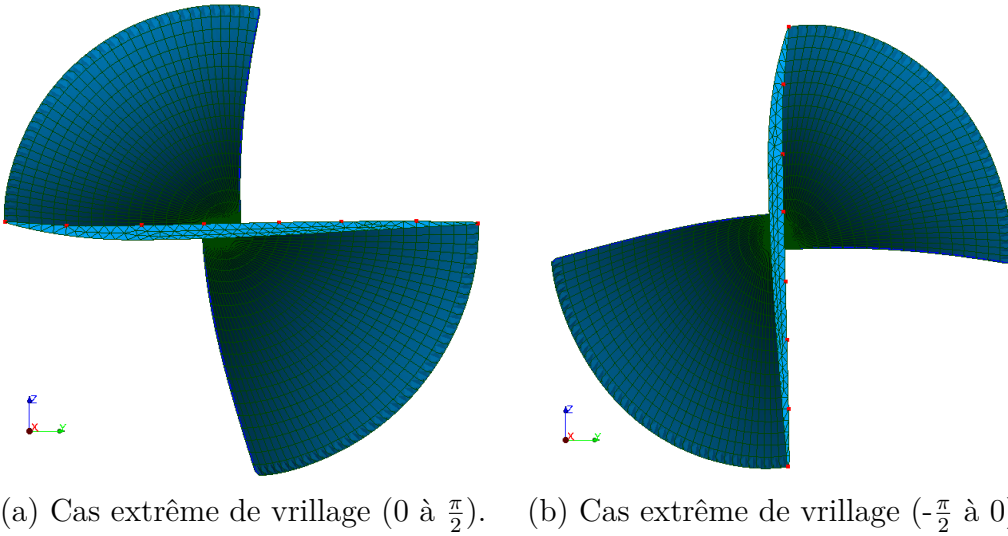 Z
X Y
Z
X Y
(a) Cas extrême de vrillage (0 à π/2).
(b) Cas extrême de vrillage (-π/2 à 0)